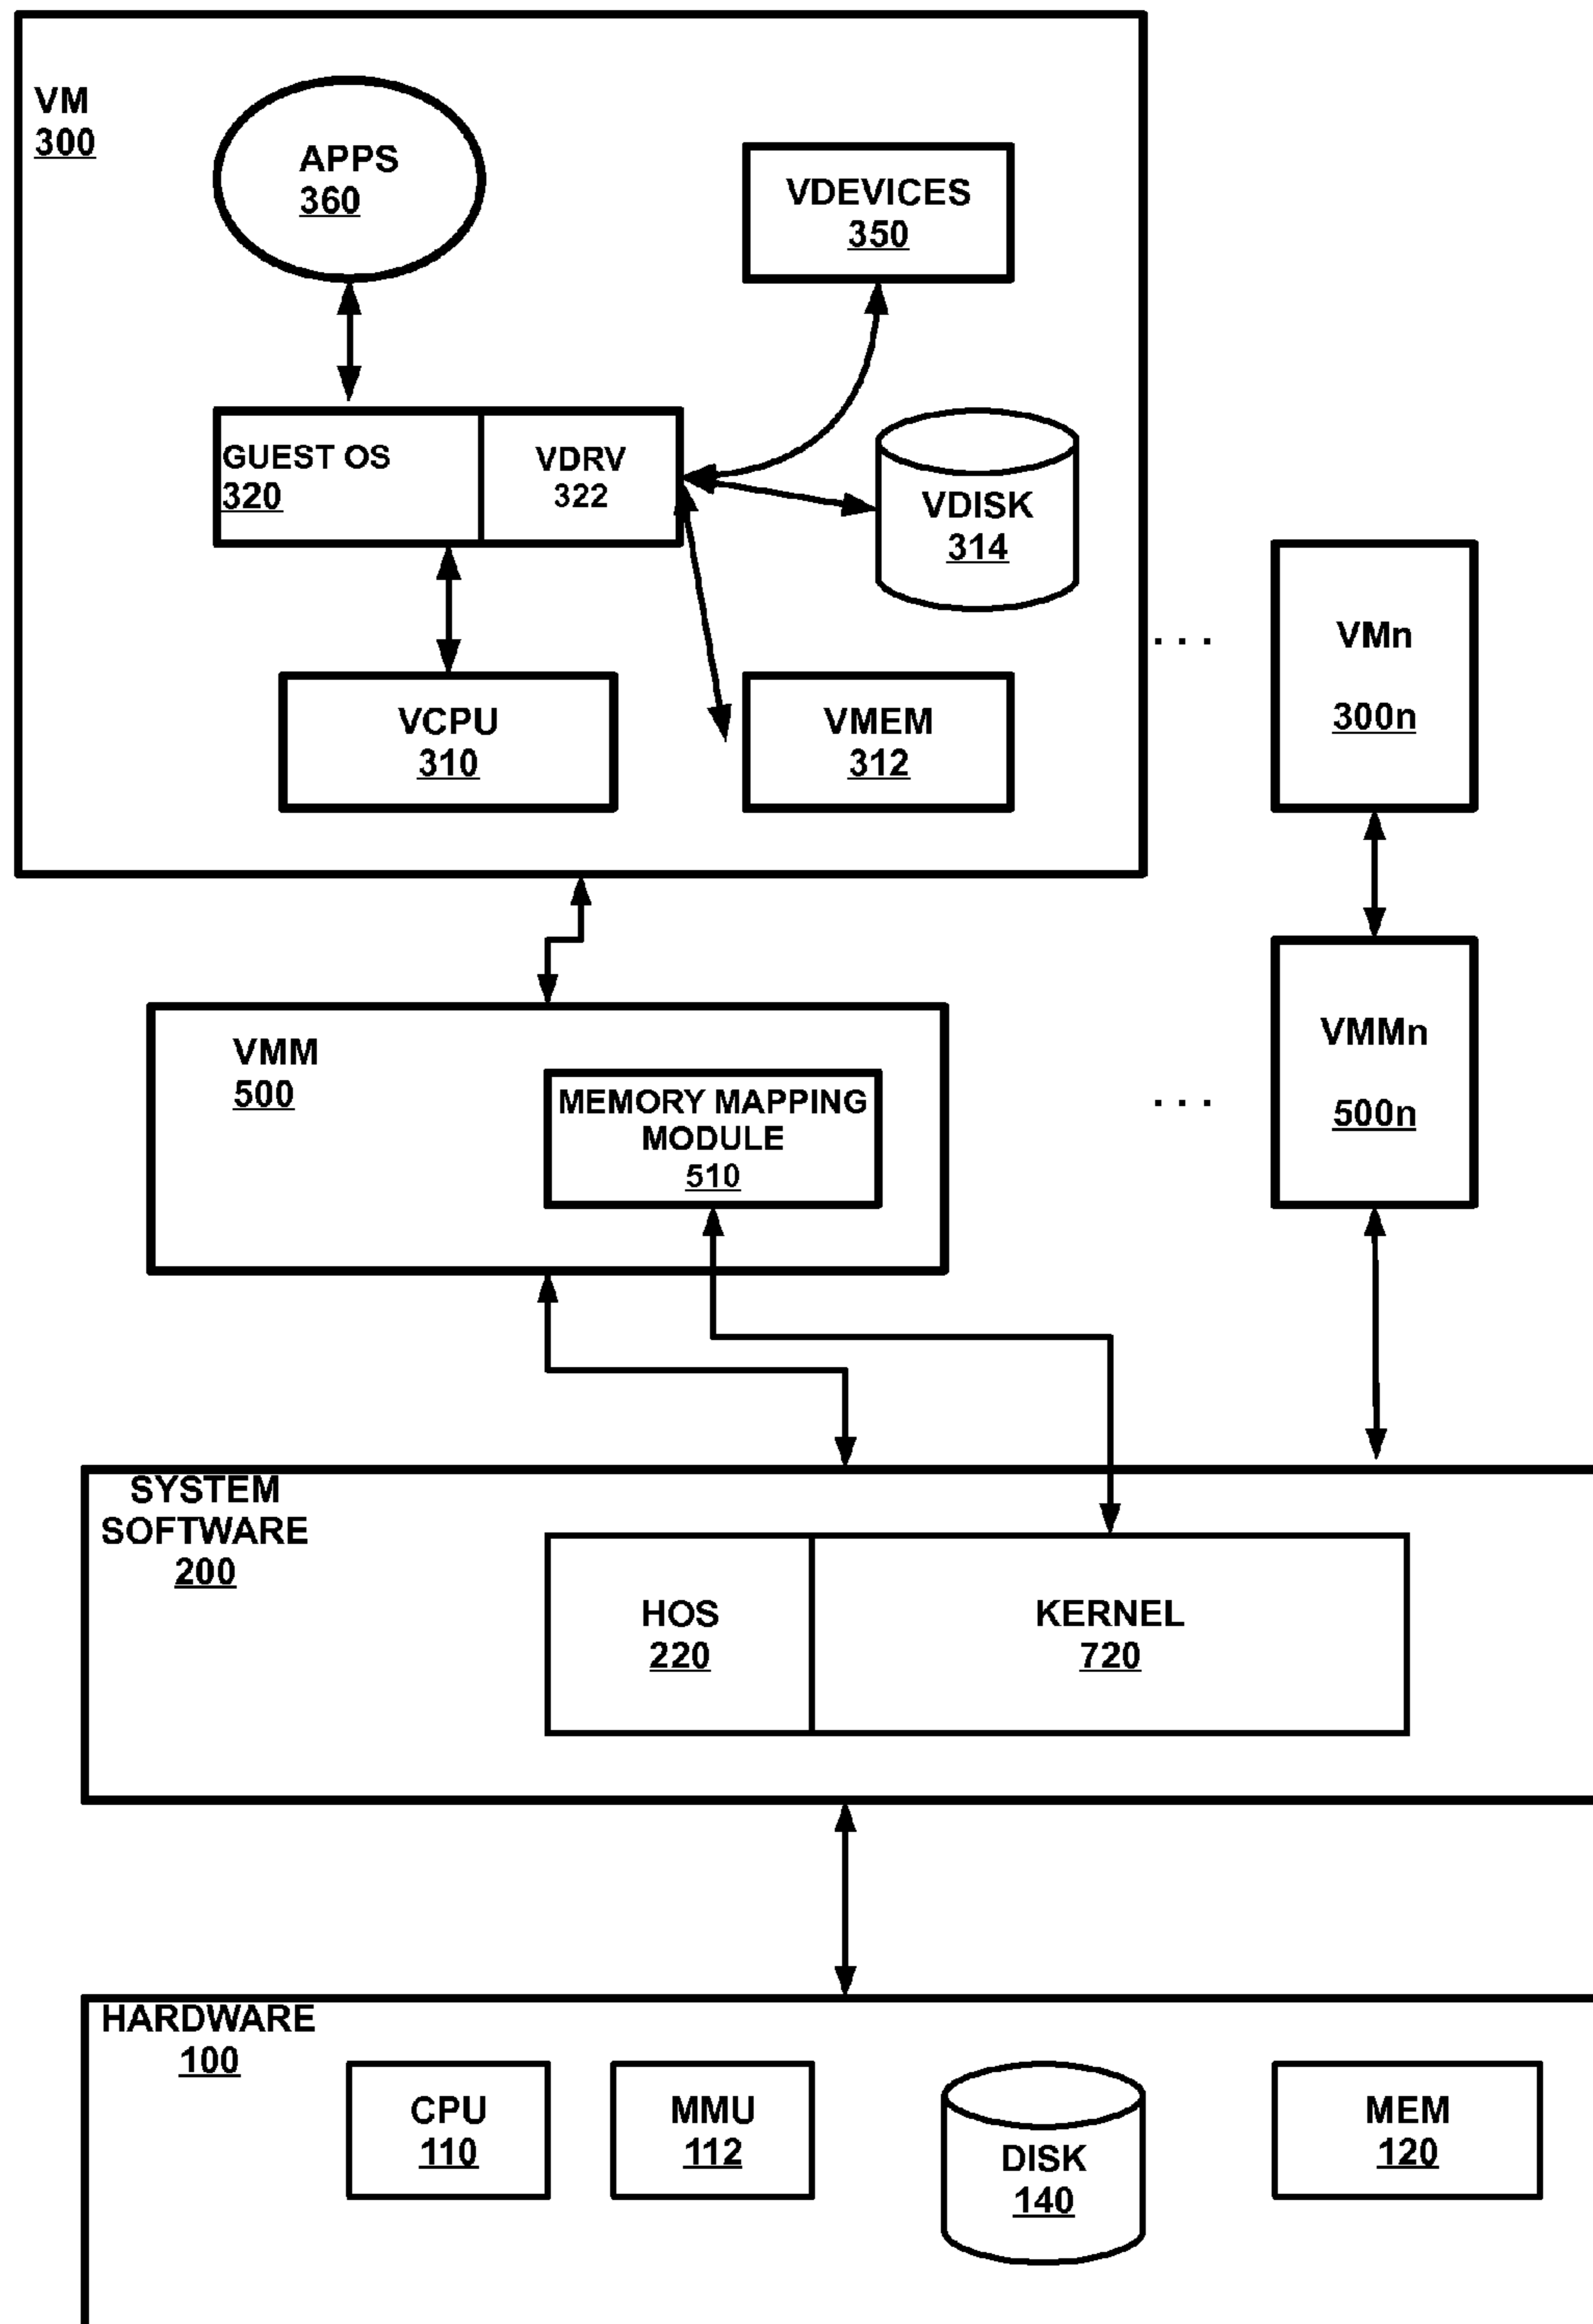 VM
300
APPS
360
VDEVICES
350
GUEST OS
320
VDRV
322
VDISK
314
VCPU
310
VMEM
312
. . .
VMn
300n
VMM
500
MEMORY MAPPING
MODULE
510
. . .
VMMn
500n
SYSTEM
SOFTWARE
200
HOS
220
KERNEL
720
HARDWARE
100
CPU
110
MMU
112
DISK
140
MEM
120